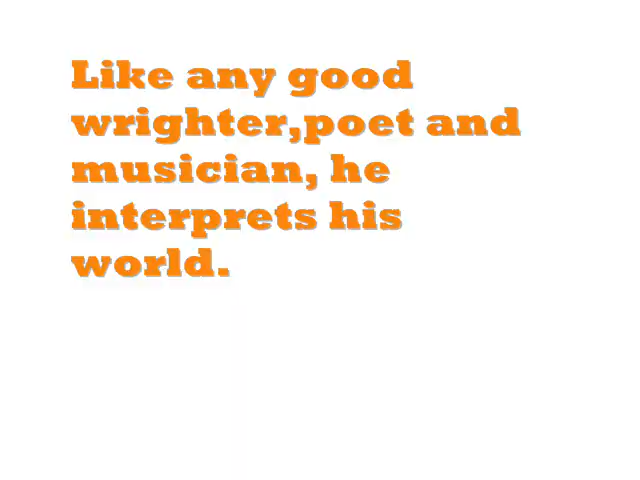 Like any good
wrighter,poet and
musician, he
interprets his
world.